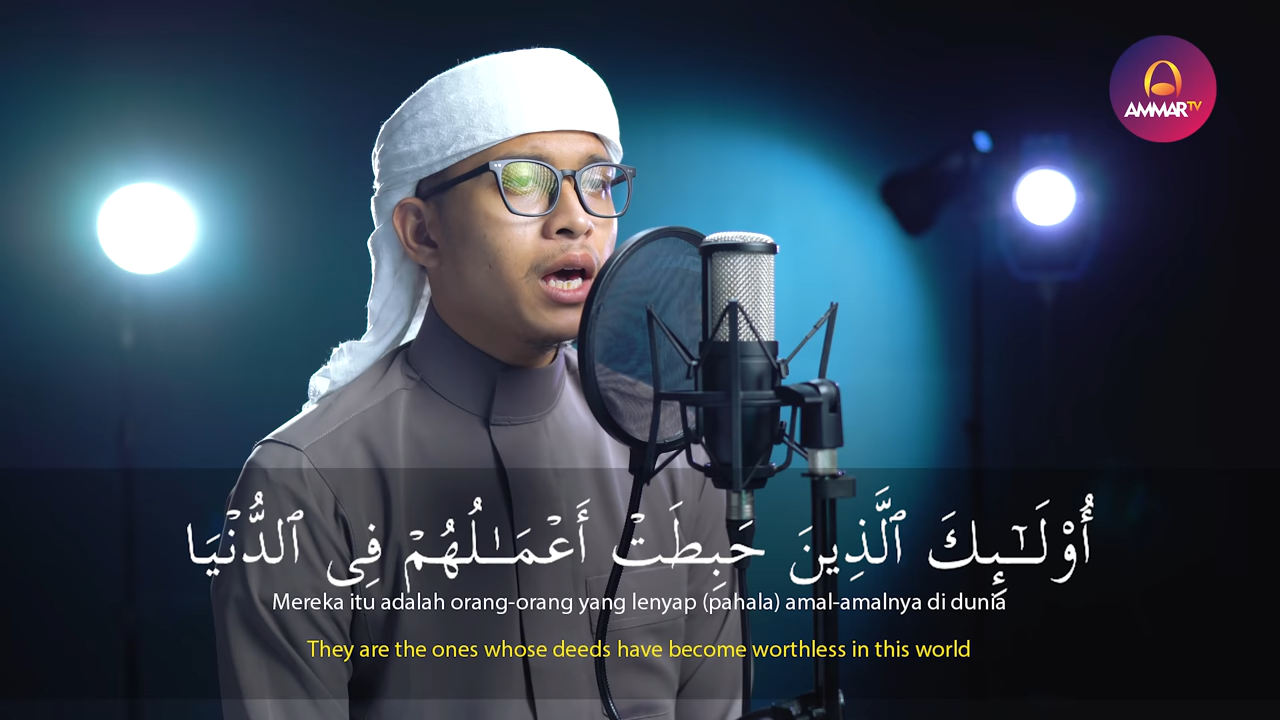 AMMARTV
أُوْلَـٰٓئِكَ ٱلَّذِينَ حَبِطَتْ أَعْمَـٰلُهُمْ فِى ٱلدُّنْيَا
Mereka itu adalah orang-orang yang lenyap (pahala) amal-amalnya di dunia
They are the ones whose deeds have become worthless in this world